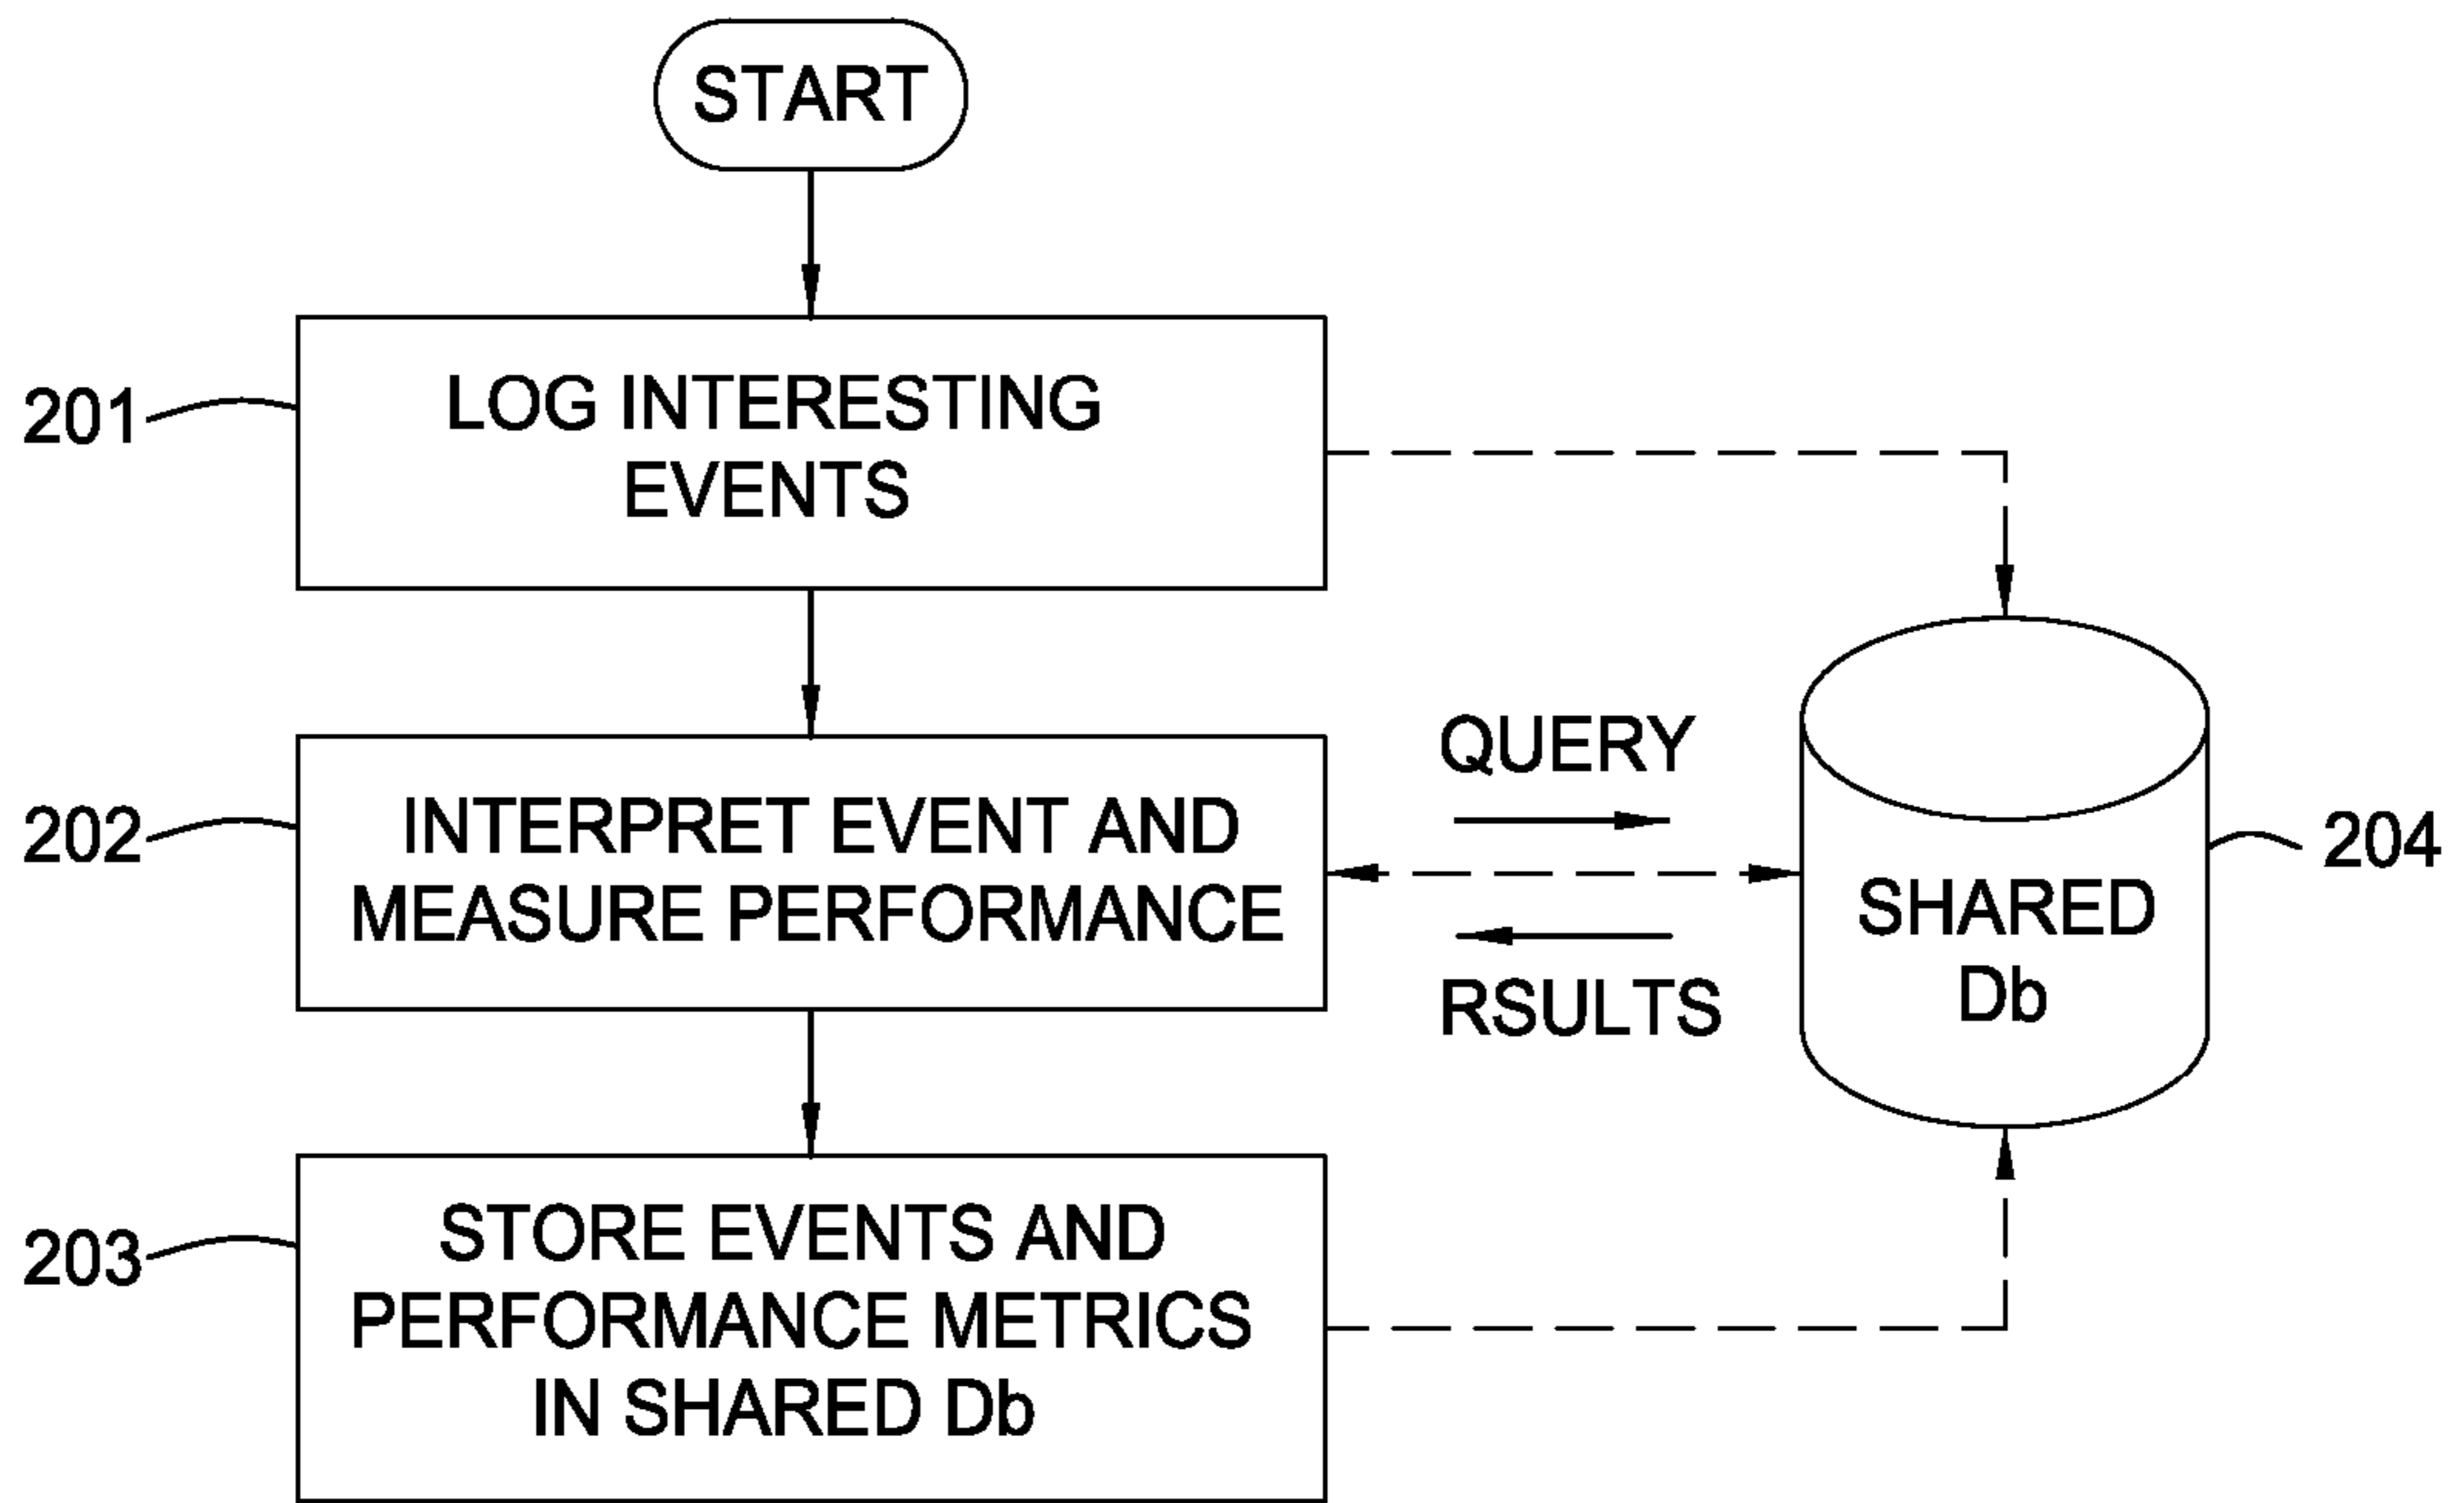 START
201
LOG INTERESTING
EVENTS
202
INTERPRET EVENT AND
MEASURE PERFORMANCE
QUERY
RSULTS
SHARED
Db
204
203
STORE EVENTS AND
PERFORMANCE METRICS
IN SHARED Db